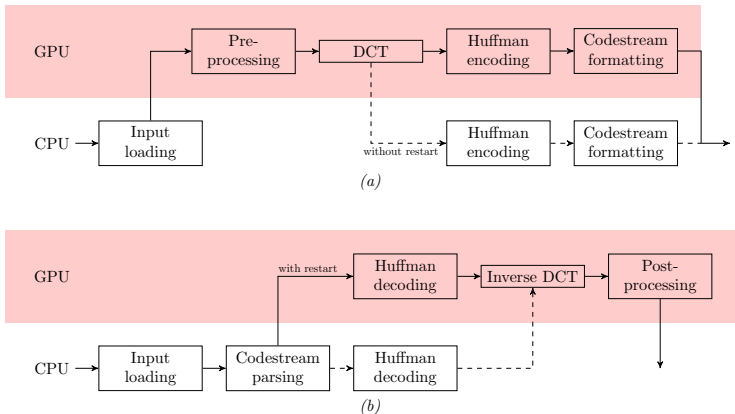 GPU
Pre-
processing
DCT
Huffman
encoding
Codestream
formatting
CPU
Input
loading
without restart
Huffman
encoding
Codestream
formatting
(a)
GPU
with restart
Huffman
decoding
Inverse DCT
Post-
processing
CPU
Input
loading
Codestream
parsing
Huffman
decoding
(b)